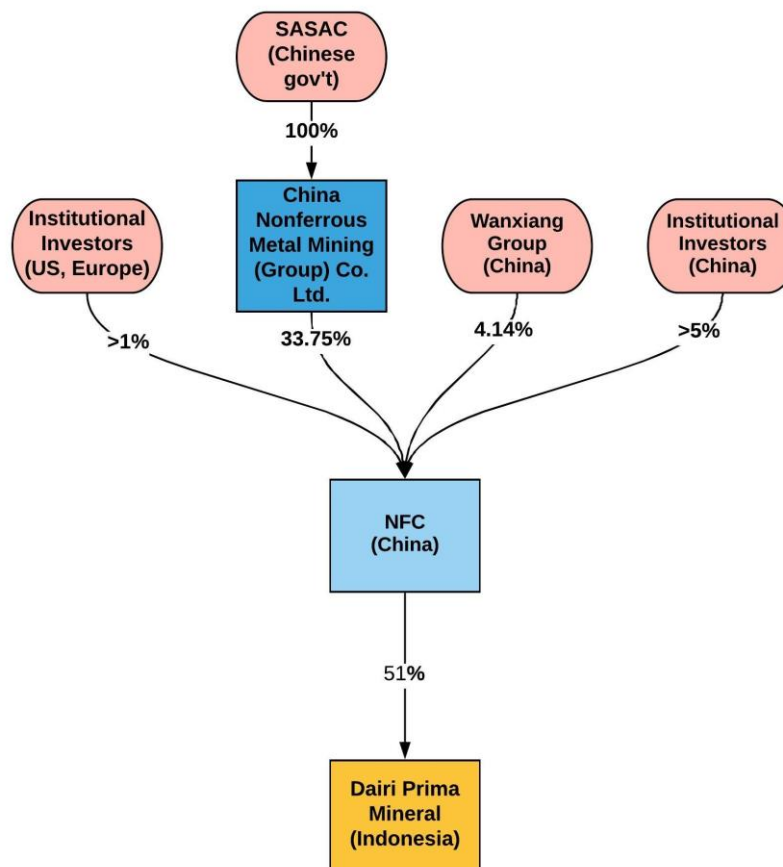 SASAC
(Chinese
gov't)
100%
China
Nonferrous
Metal Mining
(Group) Co.
Ltd.
Institutional
Investors
(US, Europe)
Wanxiang
Group
(China)
Institutional
Investors
(China)
>1%
33.75%
4.14%
>5%
NFC
(China)
51%
Dairi Prima
Mineral
(Indonesia)